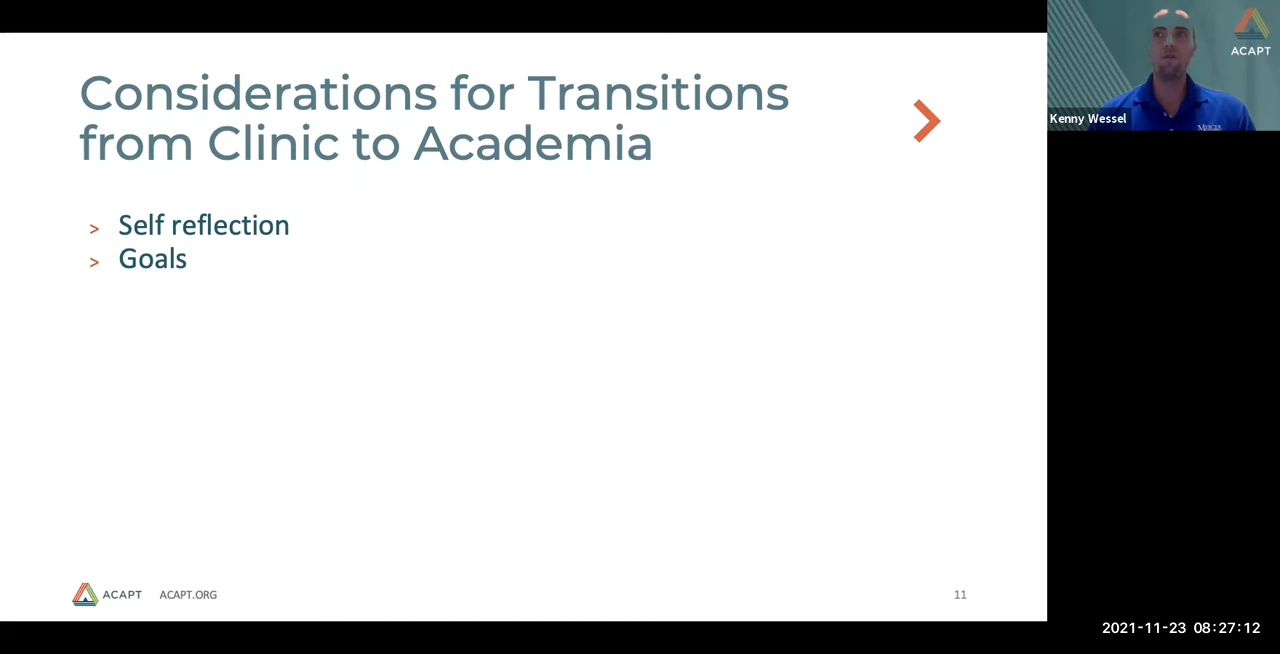 Considerations for Transitions
from Clinic to Academia
> Self reflection
> Goals
ACAPT ACAPT.ORG
11
ACAPT
Kenny Wessel
MERCER
2021-11-23 08:27:12